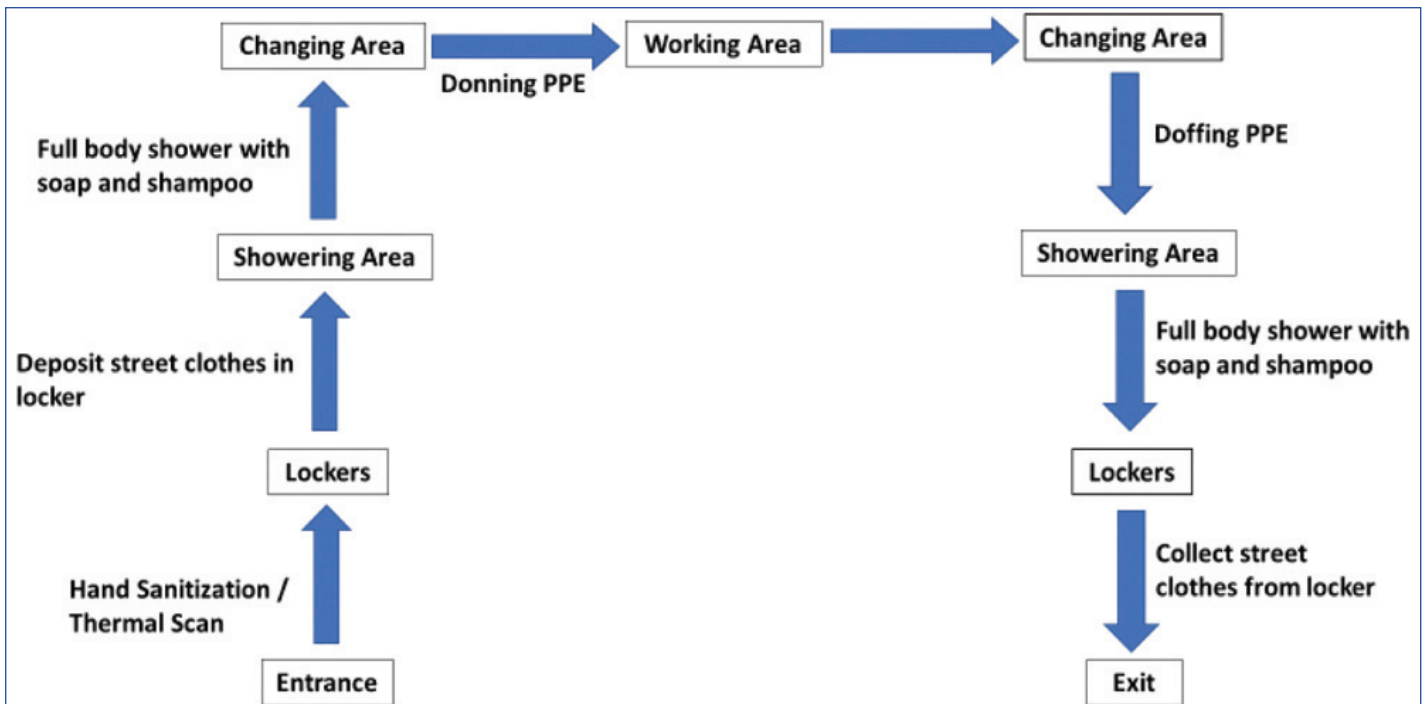 Changing Area
Donning PPE
Working Area
Changing Area
Full body shower with
soap and shampoo
Doffing PPE
Showering Area
Showering Area
Deposit street clothes in
locker
Full body shower with
soap and shampoo
Lockers
Lockers
Hand Sanitization /
Thermal Scan
Collect street
clothes from locker
Entrance
Exit